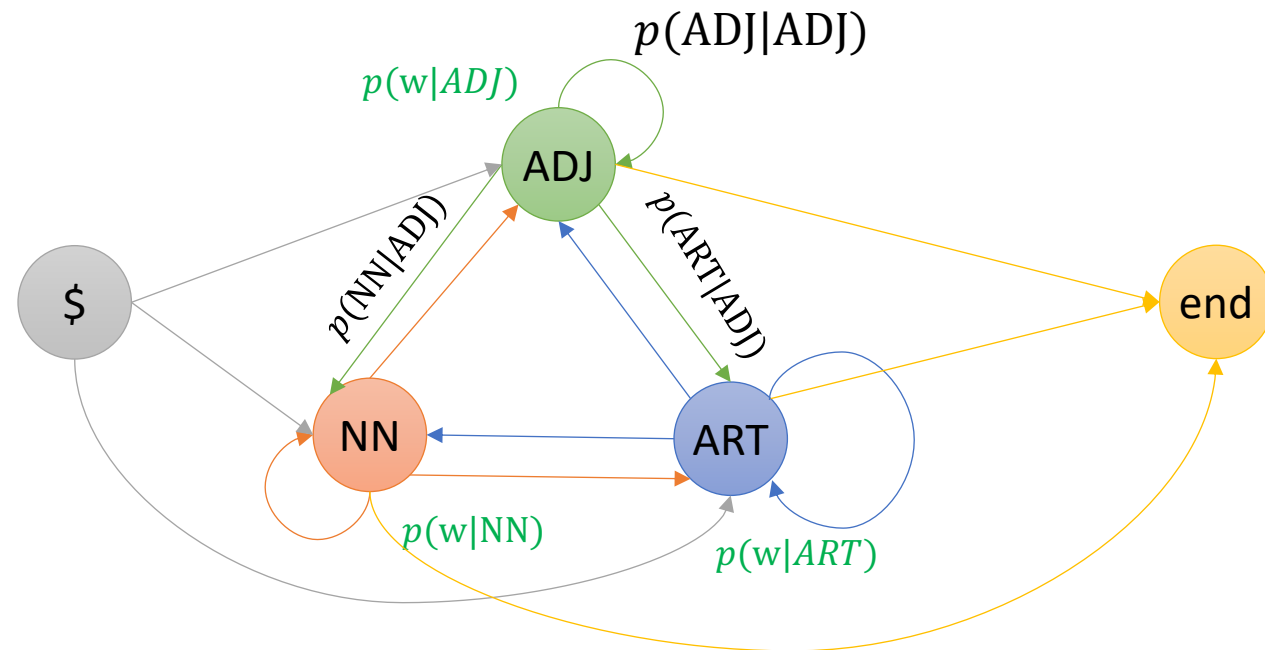 p(ADJ|ADJ)
p(w|ADJ)
ADJ
p(NN|ADJ)
p(ART|ADJ)
$
end
NN
ART
p(w|NN)
p(w|ART)